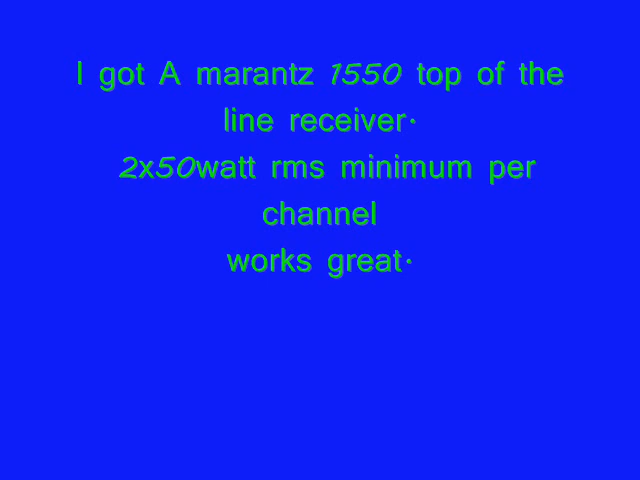 I got A marantz 1550 top of the
line receiver.
2x50watt rms minimum per
channel
works great.